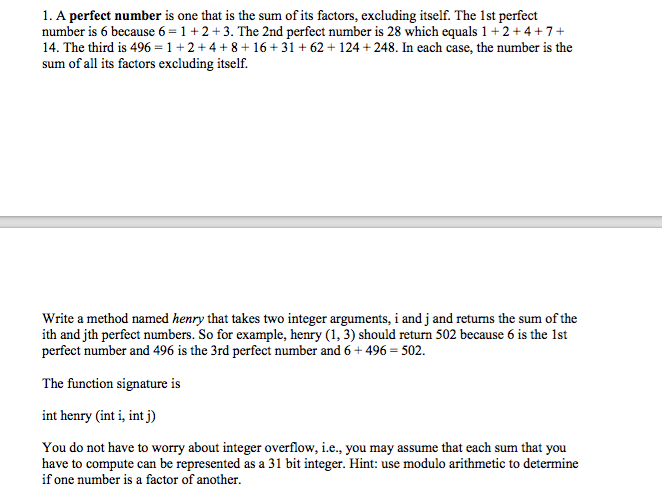 1. A perfect number is one that is the sum of its factors, excluding itself. The 1st perfect
number is 6 because 6 = 1 + 2 + 3. The 2nd perfect number is 28 which equals 1 + 2 + 4 + 7 +
14. The third is 496 = 1 + 2 + 4 + 8 + 16 + 31 + 62 + 124 + 248. In each case, the number is the
sum of all its factors excluding itself.
Write a method named henry that takes two integer arguments, i and j and returns the sum of the
ith and jth perfect numbers. So for example, henry (1, 3) should return 502 because 6 is the 1st
perfect number and 496 is the 3rd perfect number and 6 + 496 = 502.
The function signature is
int henry (int i, int j)
You do not have to worry about integer overflow, i.e., you may assume that each sum that you
have to compute can be represented as a 31 bit integer. Hint: use modulo arithmetic to determine
if one number is a factor of another.